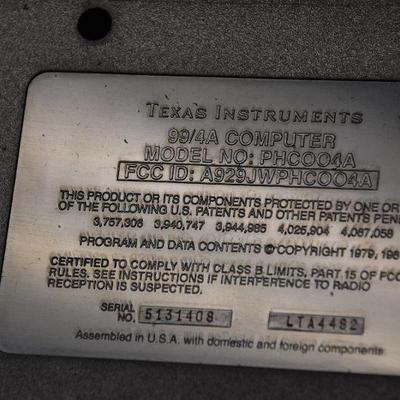 TEXAS INSTRUMENTS
99/4A COMPUTER
MODEL NO: PHC004A
FCC ID: A929JWPHC004A
THIS PRODUCT OR ITS COMPONENTS PROTECTED BY ONE OR
OF THE FOLLOWING U.S. PATENTS AND OTHER PATENTS PEN
3,757,306 3,940,747 3,944,985 4,025,904 4,067,058
PROGRAM AND DATA CONTENTS © COPYRIGHT 1979, 198
CERTIFIED TO COMPLY WITH CLASS B LIMITS, PART 15 OF FCC
RULES. SEE INSTRUCTIONS IF INTERFERENCE TO RADIO
RECEPTION IS SUSPECTED.
SERIAL NO. 5131408 LTA4482
Assembled in U.S.A. with domestic and foreign components